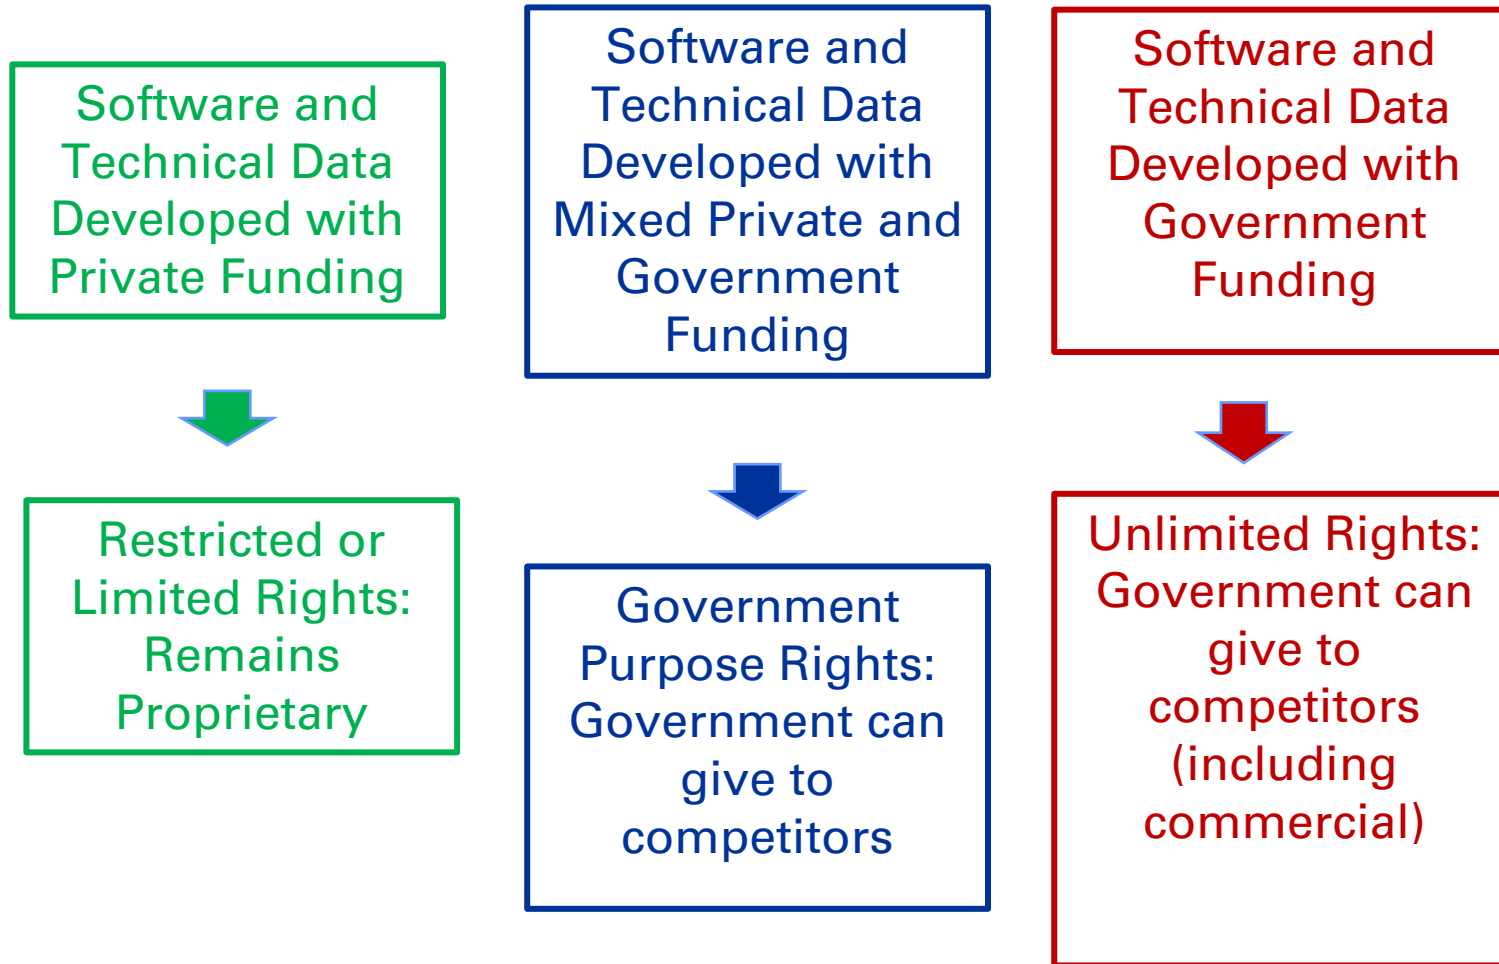 Software and
Technical Data
Developed with
Private Funding
Restricted or
Limited Rights:
Remains
Proprietary
Software and
Technical Data
Developed with
Mixed Private and
Government
Funding
Government
Purpose Rights:
Government can
give to
competitors
Software and
Technical Data
Developed with
Government
Funding
Unlimited Rights:
Government can
give to
competitors
(including
commercial)